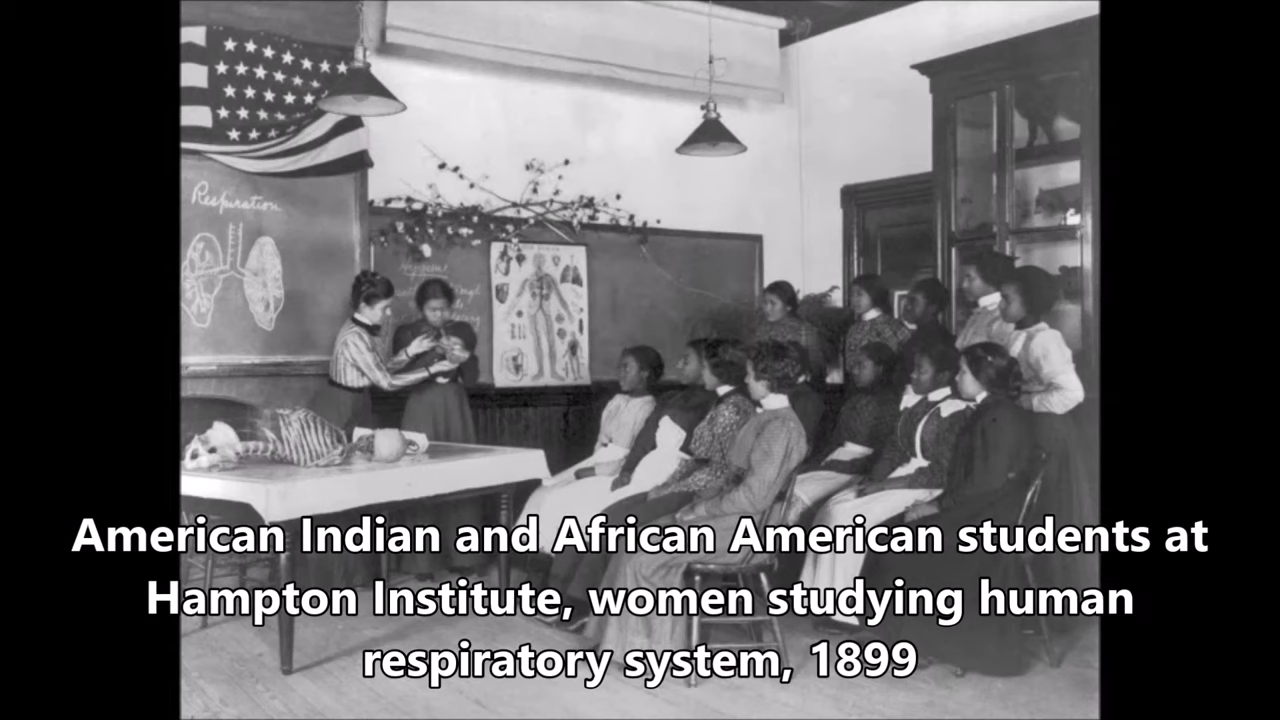 Respiration
American Indian and African American students at
Hampton Institute, women studying human
respiratory system, 1899